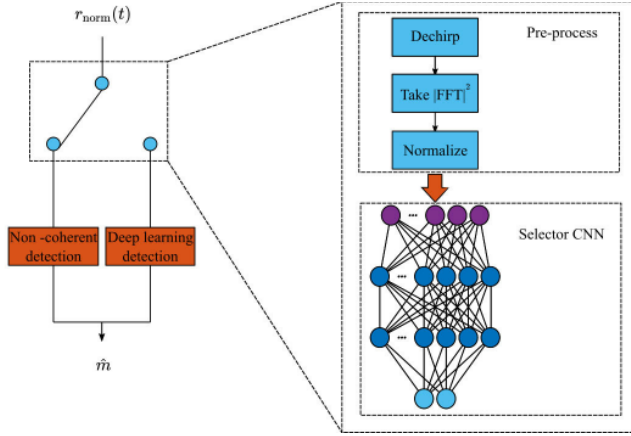 r_norm(t)
Non -coherent
detection
Deep learning
detection
m̂
Pre-process
Dechirp
Take |FFT|²
Normalize
Selector CNN
...
...
...